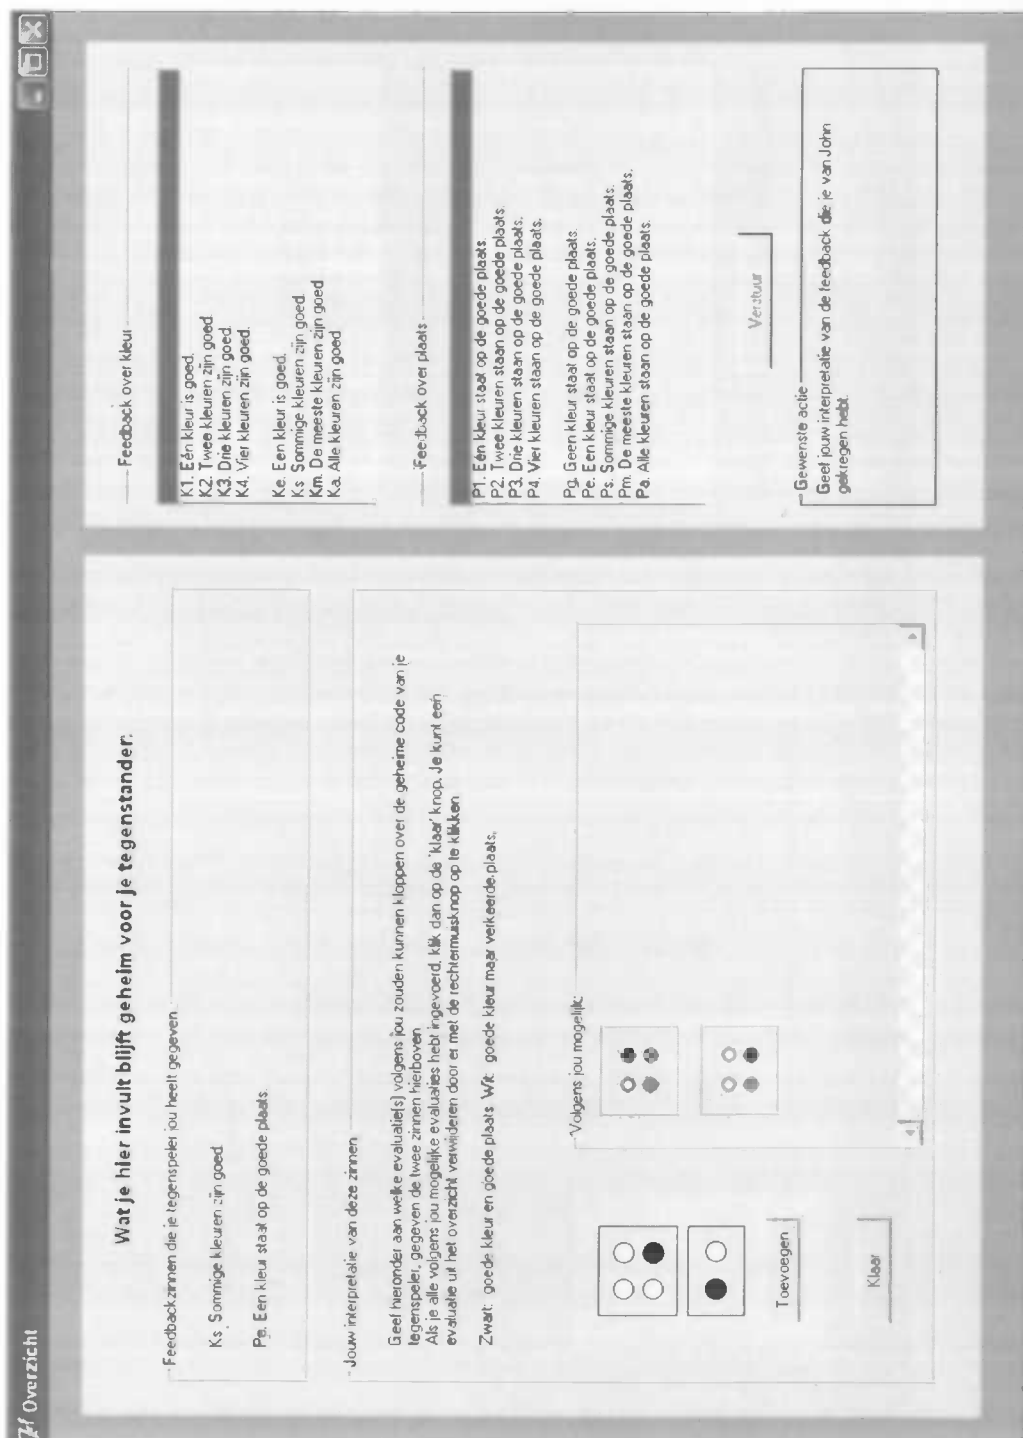 Overzicht
Wat je hier invult blijft geheim voor je tegenstander:
Feedbackzinnen die je tegenspeler jou heeft gegeven
Ks. Sommige kleuren zijn goed
Pe. Een kleur staat op de goede plaats
Jouw interpretatie van deze zinnen
Geef hieronder aan welke evaluatie(s) volgens jou zouden kunnen kloppen over de geheime code van je
tegenspeler, gegeven de twee zinnen hierboven
Als je alle volgens jou mogelijke evaluaties hebt ingevoerd, klik dan op de 'klaar' knop. Je kunt een
evaluatie uit het overzicht verwijderen door er met de rechtermuisknop op te klikken
Zwart: goede kleur en goede plaats Wit: goede kleur maar verkeerde plaats.
Volgens jou mogelijk:
Toevoegen
Klaar
Feedback over kleur
K1. Eén kleur is goed.
K2. Twee kleuren zijn goed
K3. Drie kleuren zijn goed.
K4. Vier kleuren zijn goed.
Ke. Een kleur is goed.
Ks Sommige kleuren zijn goed.
Km. De meeste kleuren zijn goed
Ka. Alle kleuren zijn goed
Feedback over plaats
P1. Eén kleur staat op de goede plaats
P2. Twee kleuren staan op de goede plaats.
P3. Drie kleuren staan op de goede plaats.
P4. Vier kleuren staan op de goede plaats.
Pg. Geen kleur staat op de goede plaats.
Pe. Een kleur staat op de goede plaats.
Ps. Sommige kleuren staan op de goede plaats.
Pm. De meeste kleuren staan op de goede plaats.
Pa. Alle kleuren staan op de goede plaats.
Verstuur
Gewenste actie
Geef jouw interpretatie van de feedback die je van John
gekregen hebt.